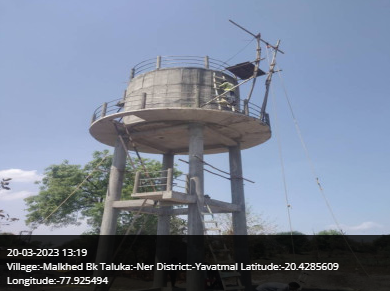 20-03-2023 13:19
Village:-Malkhed Bk Taluka:-Ner District:-Yavatmal Latitude:-20.4285609
Longitude:-77.925494